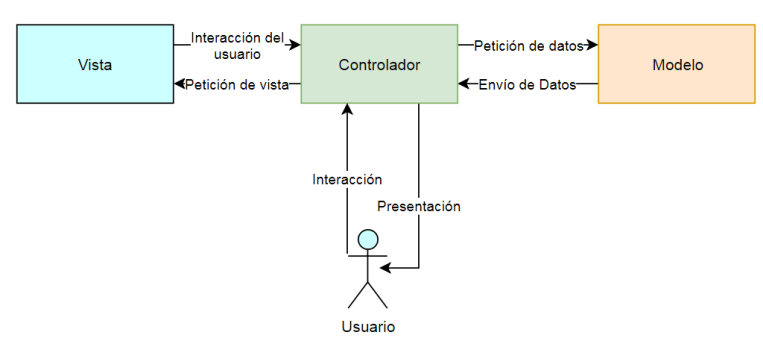 Interacción del
usuario
Petición de datos
Vista
Controlador
Modelo
Petición de vista
Envío de Datos
Interacción
Presentación
Usuario